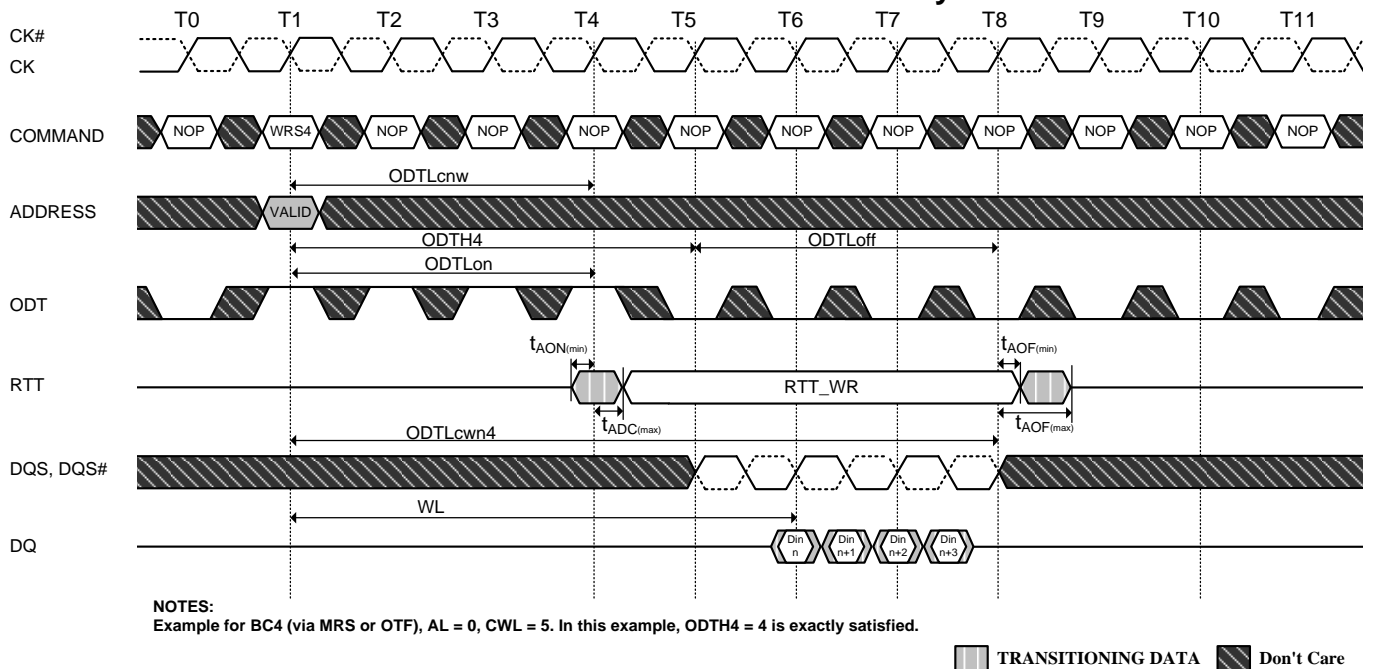 T0 T1 T2 T3 T4 T5 T6 T7 T8 T9 T10 T11
CK#
CK
COMMAND NOP WRS4 NOP NOP NOP NOP NOP NOP NOP NOP NOP NOP
ODTLcnw
ADDRESS VALID
ODTH4 ODTLoff
ODTLon
ODT
tAON(min) tAOF(min)
RTT RTT_WR
tADC(max) tAOF(max)
ODTLcwn4
DQS, DQS#
WL
DQ Din n Din n+1 Din n+2 Din n+3
NOTES:
Example for BC4 (via MRS or OTF), AL = 0, CWL = 5. In this example, ODTH4 = 4 is exactly satisfied.
TRANSITIONING DATA Don't Care